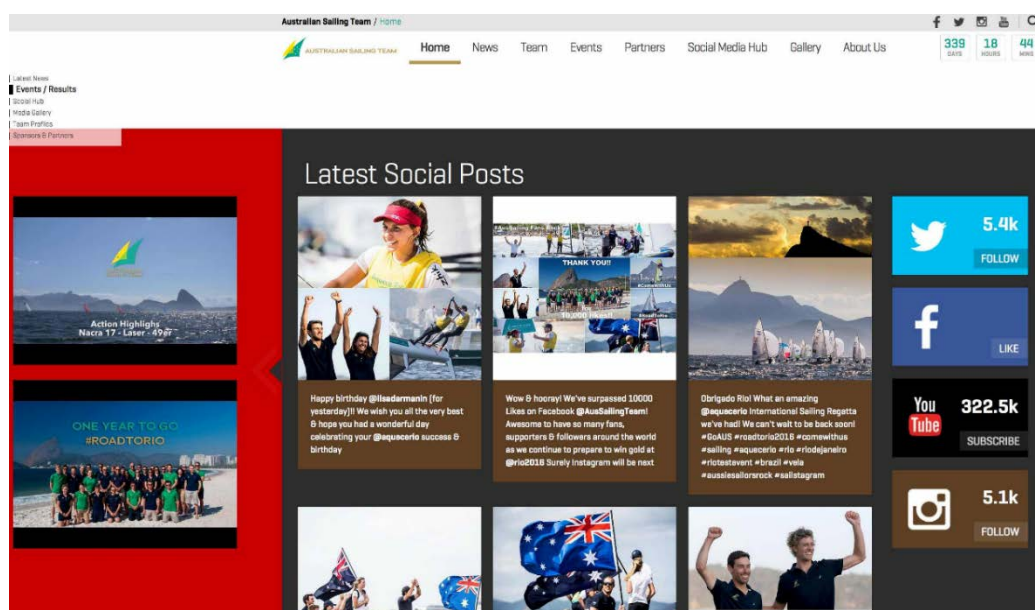 Australian Sailing Team / Home
AUSTRALIAN SAILING TEAM
Home News Team Events Partners Social Media Hub Gallery About Us
339 18 44
DAYS HOURS MINS
Latest News
Events / Results
Social Hub
Media Gallery
Team Profiles
Sponsors & Partners
Action Highlighs
Nacra 17 - Laser - 49er
ONE YEAR TO GO
#ROADTORIO
Latest Social Posts
Happy birthday @lisadarmanin (for
yesterday)!! We wish you all the very best
& hope you had a wonderful day
celebrating your @aquecerio success &
birthday
THANK YOU!!
10,000 likes!!
Wow & hooray! We've surpassed 10000
Likes on Facebook @AusSailingTeam!
Awesome to have so many fans,
supporters & followers around the world
as we continue to prepare to win gold at
@rio2016 Surely Instagram will be next
Obrigado Rio! What an amazing
@aquecerio International Sailing Regatta
we've had! We can't wait to be back soon!
#GoAUS #roadtorio2016 #comewithus
#sailing #aquecerio #rio #riodejaneiro
#riotestevent #brazil #vela
#aussiesailorsrock #sailstagram
5.4k
FOLLOW
f
LIKE
You
Tube
322.5k
SUBSCRIBE
5.1k
FOLLOW